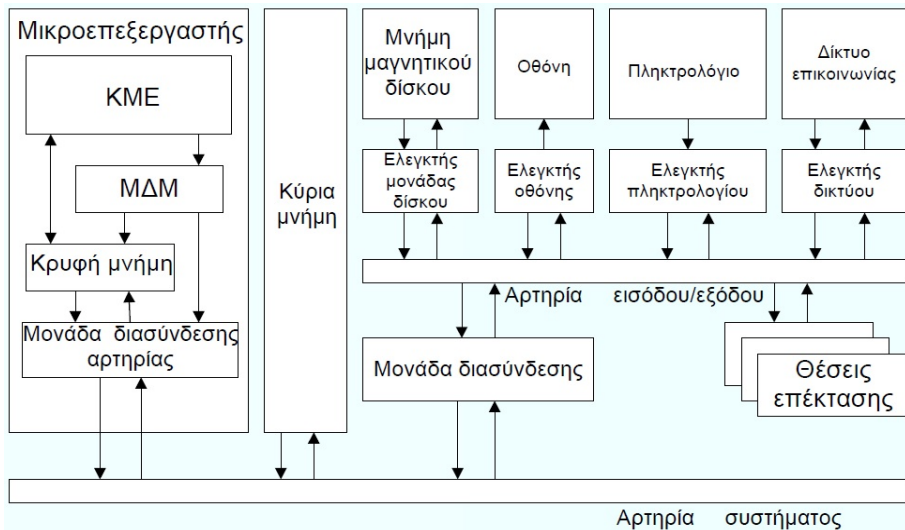 Μικροεπεξεργαστής
ΚΜΕ
ΜΔΜ
Κρυφή μνήμη
Μονάδα διασύνδεσης
αρτηρίας
Κύρια
μνήμη
Μνήμη
μαγνητικού
δίσκου
Οθόνη
Πληκτρολόγιο
Δίκτυο
επικοινωνίας
Ελεγκτής
μονάδας
δίσκου
Ελεγκτής
οθόνης
Ελεγκτής
πληκτρολογίου
Ελεγκτής
δικτύου
Αρτηρία εισόδου/εξόδου
Μονάδα διασύνδεσης
Θέσεις
επέκτασης
Αρτηρία συστήματος